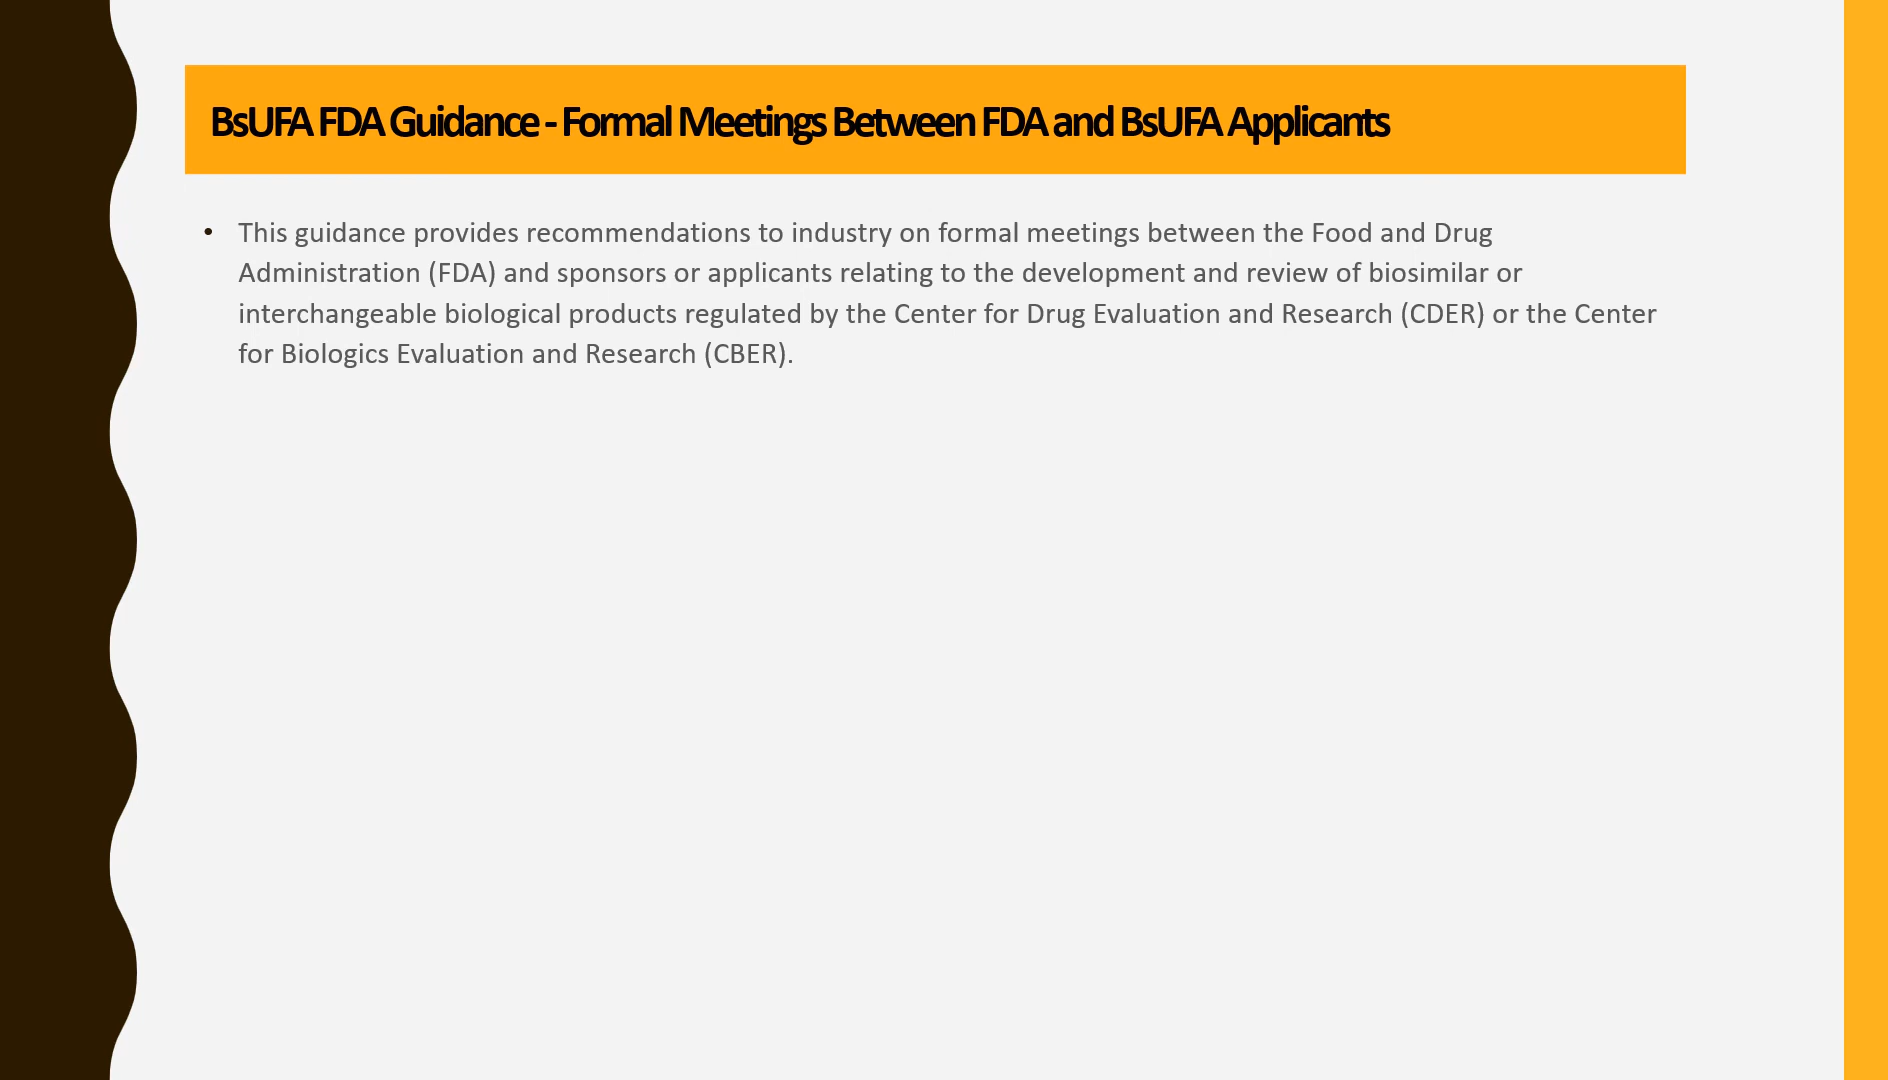 BsUFA FDA Guidance - Formal Meetings Between FDA and BsUFA Applicants
• This guidance provides recommendations to industry on formal meetings between the Food and Drug
Administration (FDA) and sponsors or applicants relating to the development and review of biosimilar or
interchangeable biological products regulated by the Center for Drug Evaluation and Research (CDER) or the Center
for Biologics Evaluation and Research (CBER).